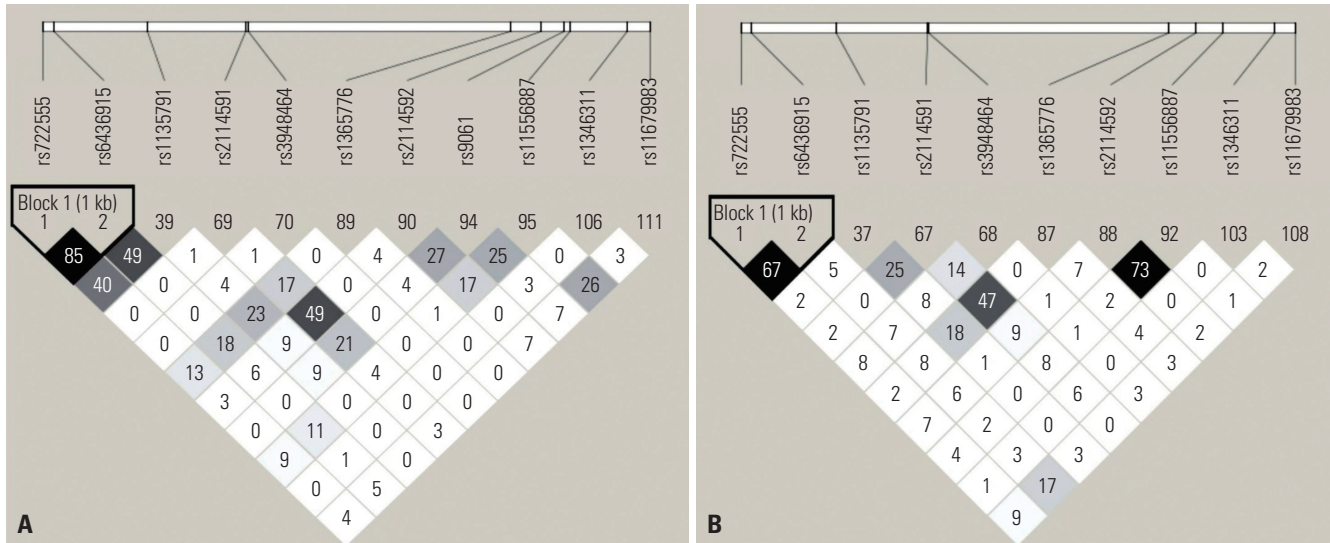 rs722555
rs6436915
rs1135791
rs2114591
rs3948464
rs1365776
rs2114592
rs9061
rs11556887
rs1346311
rs11679983
Block 1 (1 kb)
1 2 39 69 70 89 90 94 95 106 111
85 49 1 1 0 4 27 25 0 3
40 0 4 17 0 4 17 3 26
0 0 23 49 0 1 0 7
0 18 9 21 0 0 7
13 6 9 4 0 0
3 0 0 0 0
0 11 0 3
9 1 0
0 5
4
A
rs722555
rs6436915
rs1135791
rs2114591
rs3948464
rs1365776
rs2114592
rs11556887
rs1346311
rs11679983
Block 1 (1 kb)
1 2 37 67 68 87 88 92 103 108
67 5 25 14 0 7 73 0 2
2 0 8 47 1 2 0 1
2 7 18 9 1 4 2
8 8 1 8 0 3
2 6 0 6 3
7 2 0 0
4 3 3
1 17
9
B